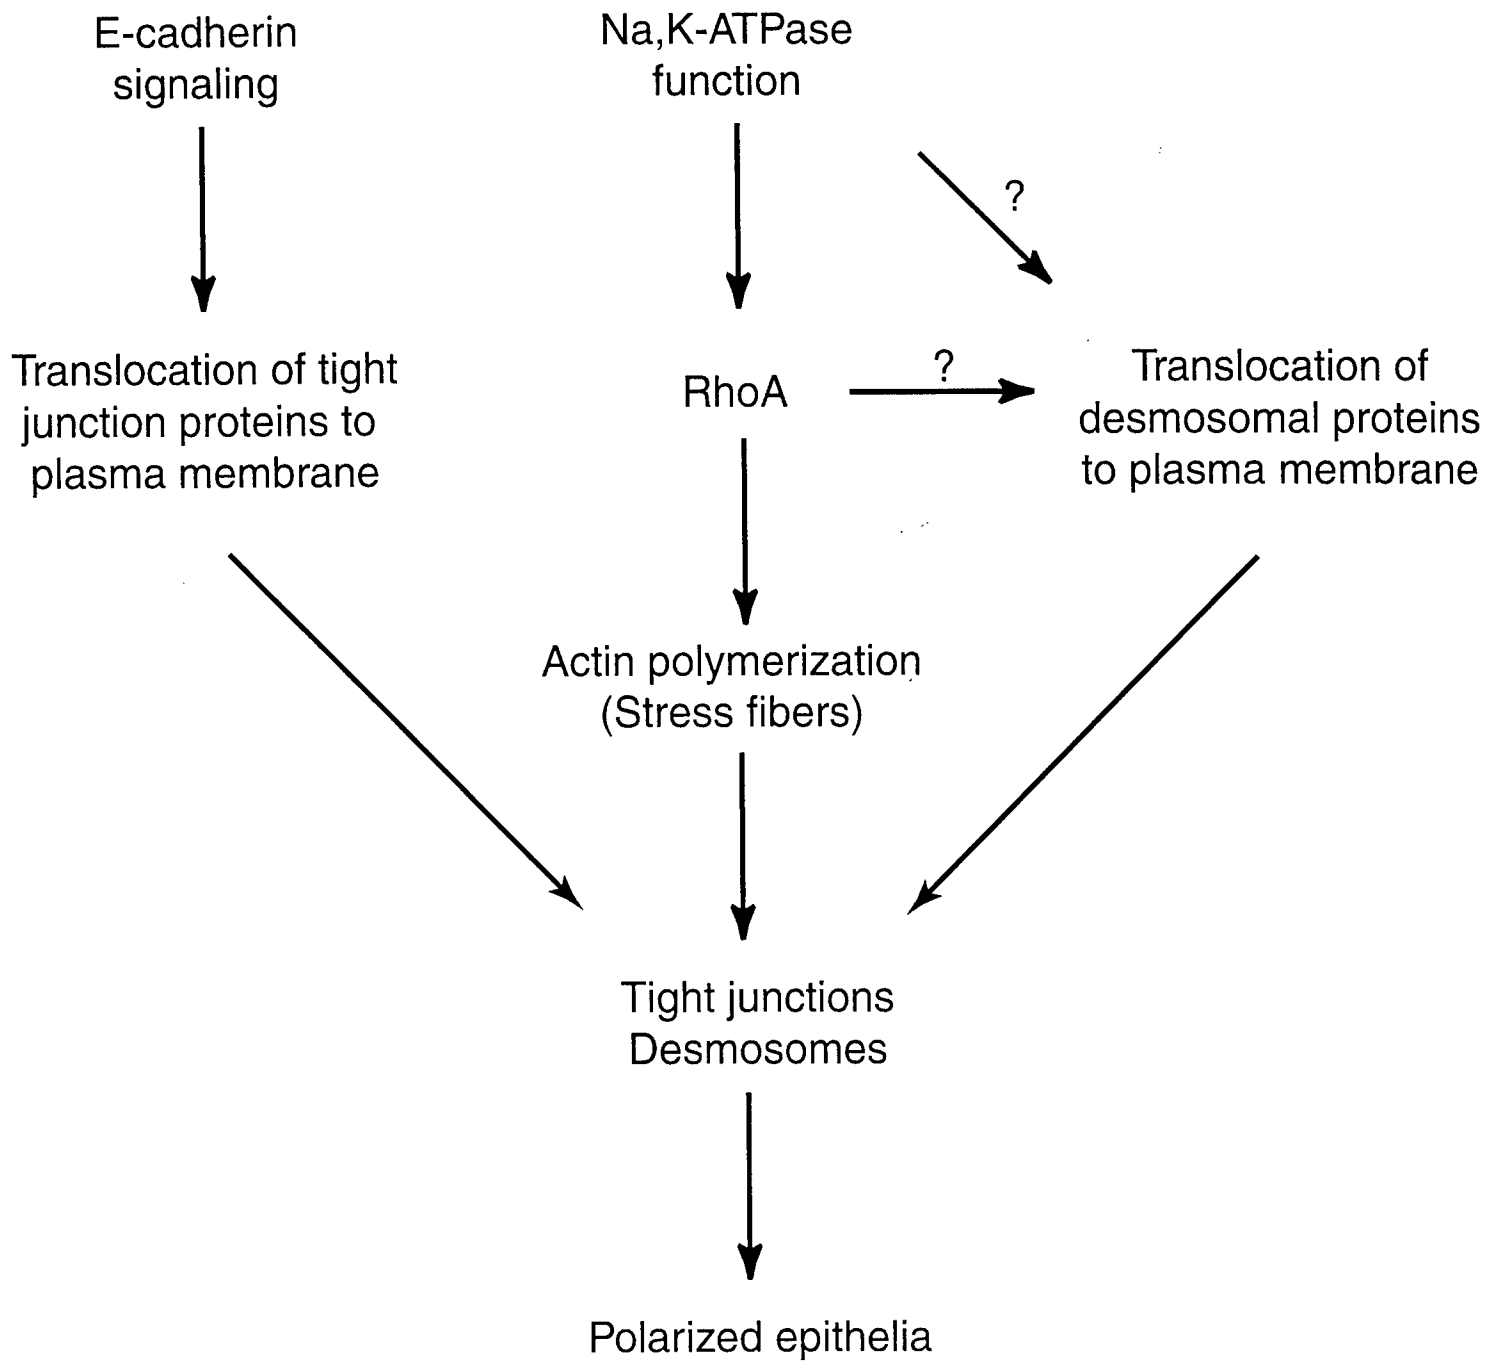 E-cadherin
signaling
Na,K-ATPase
function
?
Translocation of tight
junction proteins to
plasma membrane
RhoA
?
Translocation of
desmosomal proteins
to plasma membrane
Actin polymerization
(Stress fibers)
Tight junctions
Desmosomes
Polarized epithelia